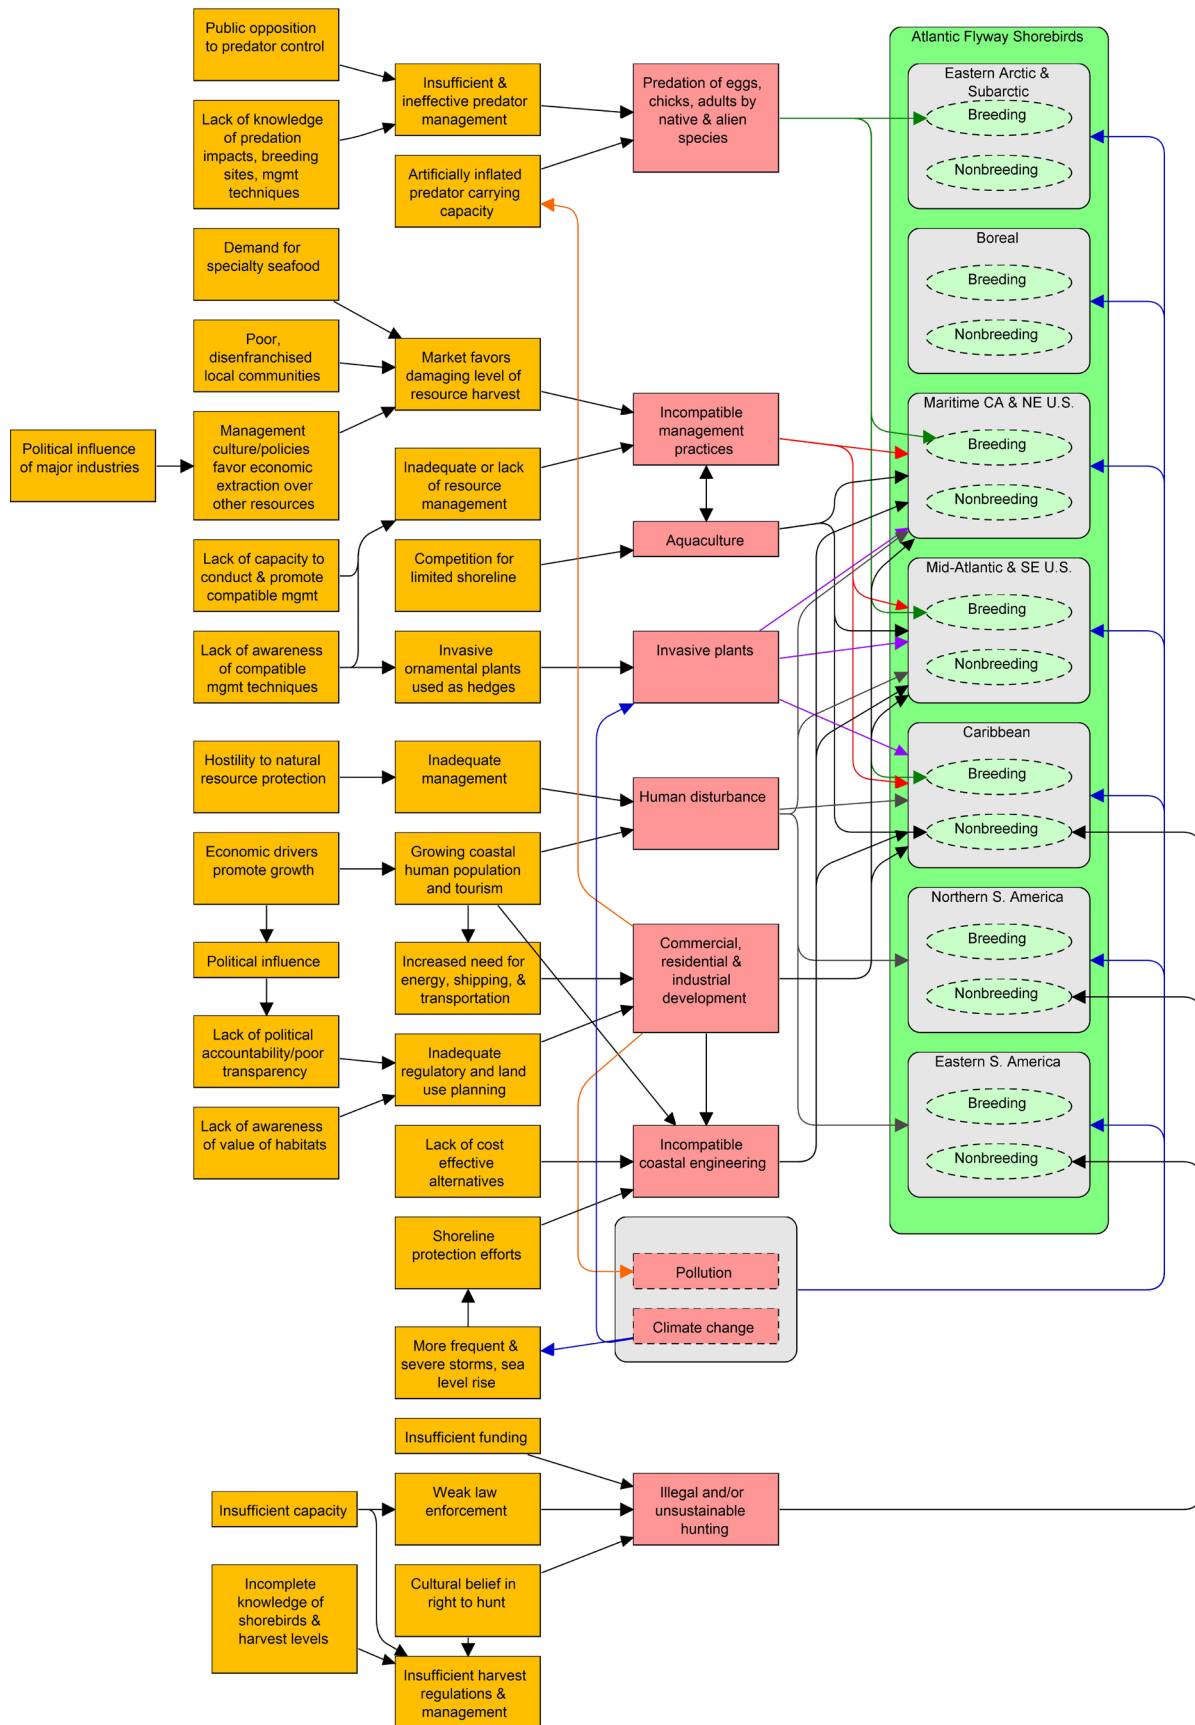 Public opposition
to predator control
Lack of knowledge
of predation
impacts, breeding
sites, mgmt
techniques
Demand for
specialty seafood
Poor,
disenfranchised
local communities
Political influence
of major industries
Management
culture/policies
favor economic
extraction over
other resources
Lack of capacity to
conduct & promote
compatible mgmt
Lack of awareness
of compatible
mgmt techniques
Hostility to natural
resource protection
Economic drivers
promote growth
Political influence
Lack of political
accountability/poor
transparency
Lack of awareness
of value of habitats
Insufficient capacity
Incomplete
knowledge of
shorebirds &
harvest levels
Insufficient &
ineffective predator
management
Artificially inflated
predator carrying
capacity
Market favors
damaging level of
resource harvest
Inadequate or lack
of resource
management
Competition for
limited shoreline
Invasive
ornamental plants
used as hedges
Inadequate
management
Growing coastal
human population
and tourism
Increased need for
energy, shipping, &
transportation
Inadequate
regulatory and land
use planning
Lack of cost
effective
alternatives
Shoreline
protection efforts
More frequent &
severe storms, sea
level rise
Insufficient funding
Weak law
enforcement
Cultural belief in
right to hunt
Insufficient harvest
regulations &
management
Predation of eggs,
chicks, adults by
native & alien
species
Incompatible
management
practices
Aquaculture
Invasive plants
Human disturbance
Commercial,
residential &
industrial
development
Incompatible
coastal engineering
Pollution
Climate change
Illegal and/or
unsustainable
hunting
Atlantic Flyway Shorebirds
Eastern Arctic &
Subarctic
Breeding
Nonbreeding
Boreal
Breeding
Nonbreeding
Maritime CA & NE U.S.
Breeding
Nonbreeding
Mid-Atlantic & SE U.S.
Breeding
Nonbreeding
Caribbean
Breeding
Nonbreeding
Northern S. America
Breeding
Nonbreeding
Eastern S. America
Breeding
Nonbreeding